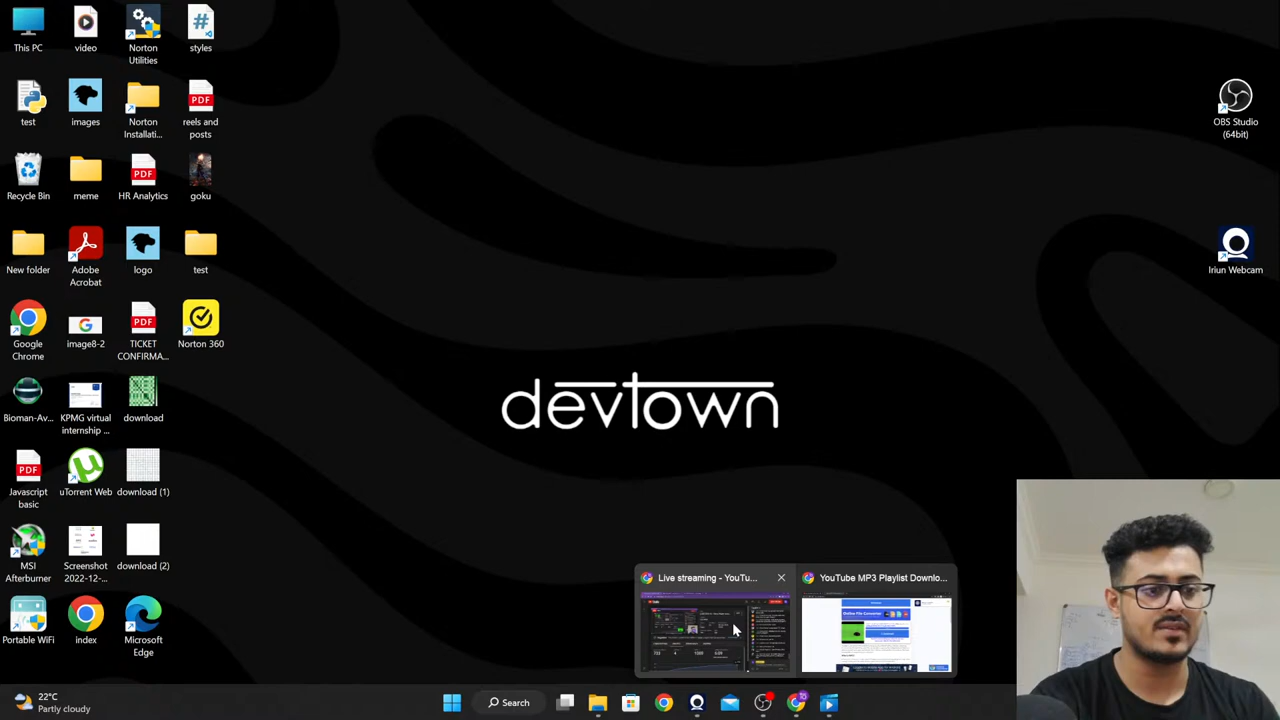 This PC
video
Norton
Utilities
styles
test
images
Norton
Installati...
reels and
posts
Recycle Bin
meme
HR Analytics
goku
New folder
Adobe
Acrobat
logo
test
Google
Chrome
image8-2
TICKET
CONFIRMA...
Norton 360
Bioman-Av...
KPMG virtual
internship ...
download
Javascript
basic
uTorrent Web
download (1)
MSI
Afterburner
Screenshot
2022-12-...
download (2)
Portable WiFi
index
Microsoft
Edge
OBS Studio
(64bit)
Iriun Webcam
devtown
Live streaming - YouTu...
YouTube MP3 Playlist Downlo...
22°C
Partly cloudy
Search